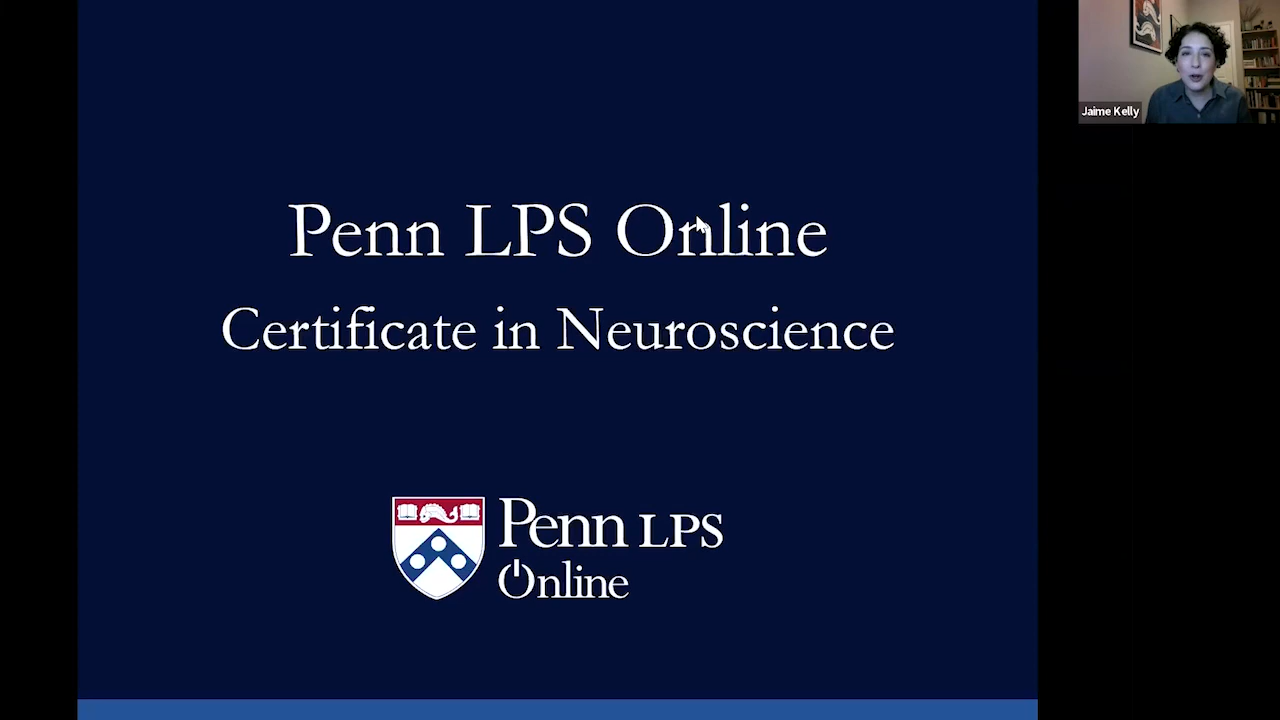 Penn LPS Online
Certificate in Neuroscience
Penn LPS
Online
Jaime Kelly